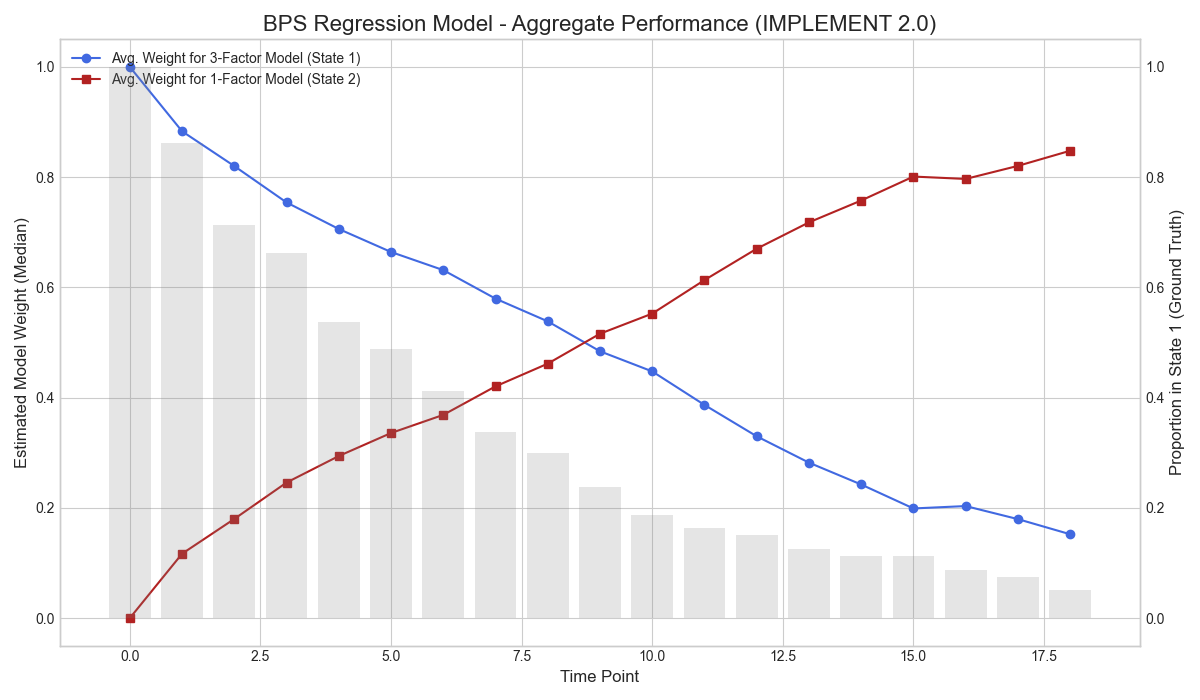 BPS Regression Model - Aggregate Performance (IMPLEMENT 2.0)
Avg. Weight for 3-Factor Model (State 1)
Avg. Weight for 1-Factor Model (State 2)
Estimated Model Weight (Median)
1.0
0.8
0.6
0.4
0.2
0.0
1.0
0.8
0.6
0.4
0.2
0.0
Proportion in State 1 (Ground Truth)
0.0 2.5 5.0 7.5 10.0 12.5 15.0 17.5
Time Point